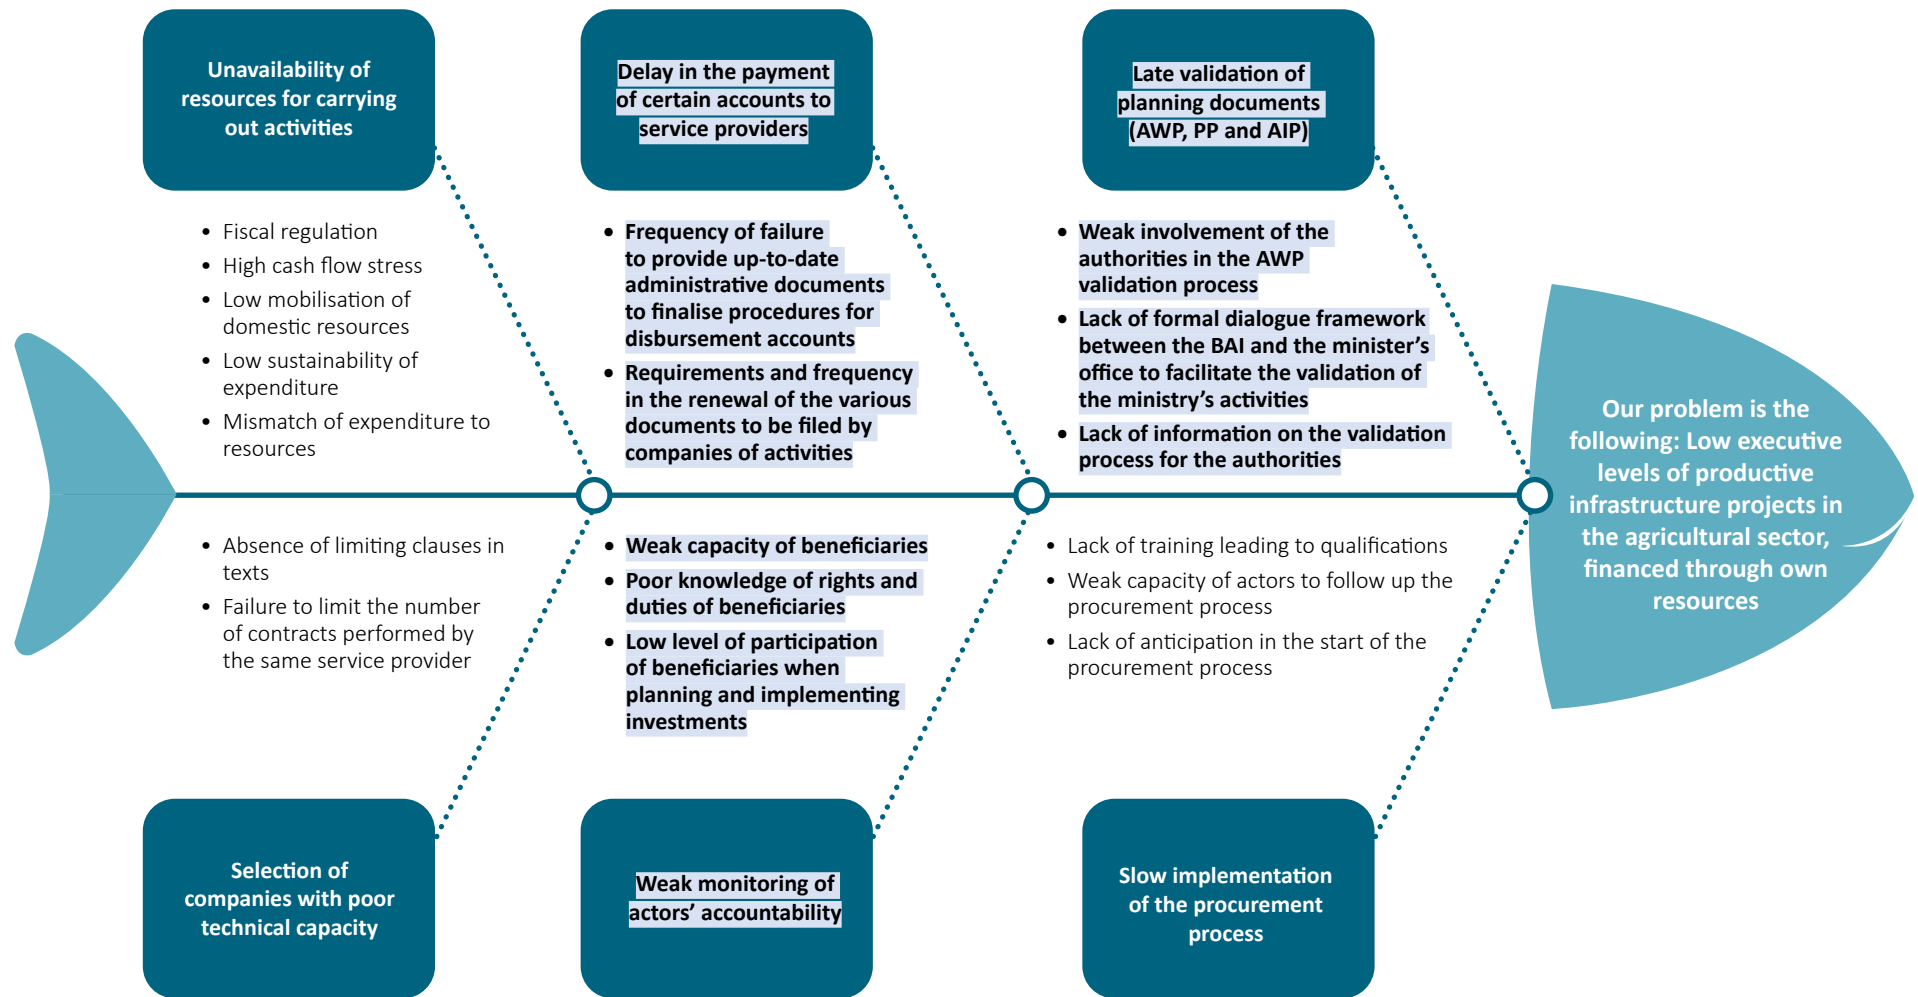 Unavailability of
resources for carrying
out activities
Delay in the payment
of certain accounts to
service providers
Late validation of
planning documents
(AWP, PP and AIP)
• Fiscal regulation
• High cash flow stress
• Low mobilisation of
domestic resources
• Low sustainability of
expenditure
• Mismatch of expenditure to
resources
• Frequency of failure
to provide up-to-date
administrative documents
to finalise procedures for
disbursement accounts
• Requirements and frequency
in the renewal of the various
documents to be filed by
companies of activities
• Weak involvement of the
authorities in the AWP
validation process
• Lack of formal dialogue framework
between the BAI and the minister’s
office to facilitate the validation of
the ministry’s activities
• Lack of information on the validation
process for the authorities
Our problem is the
following: Low executive
levels of productive
infrastructure projects in
the agricultural sector,
financed through own
resources
• Absence of limiting clauses in
texts
• Failure to limit the number
of contracts performed by
the same service provider
• Weak capacity of beneficiaries
• Poor knowledge of rights and
duties of beneficiaries
• Low level of participation
of beneficiaries when
planning and implementing
investments
• Lack of training leading to qualifications
• Weak capacity of actors to follow up the
procurement process
• Lack of anticipation in the start of the
procurement process
Selection of
companies with poor
technical capacity
Weak monitoring of
actors’ accountability
Slow implementation
of the procurement
process